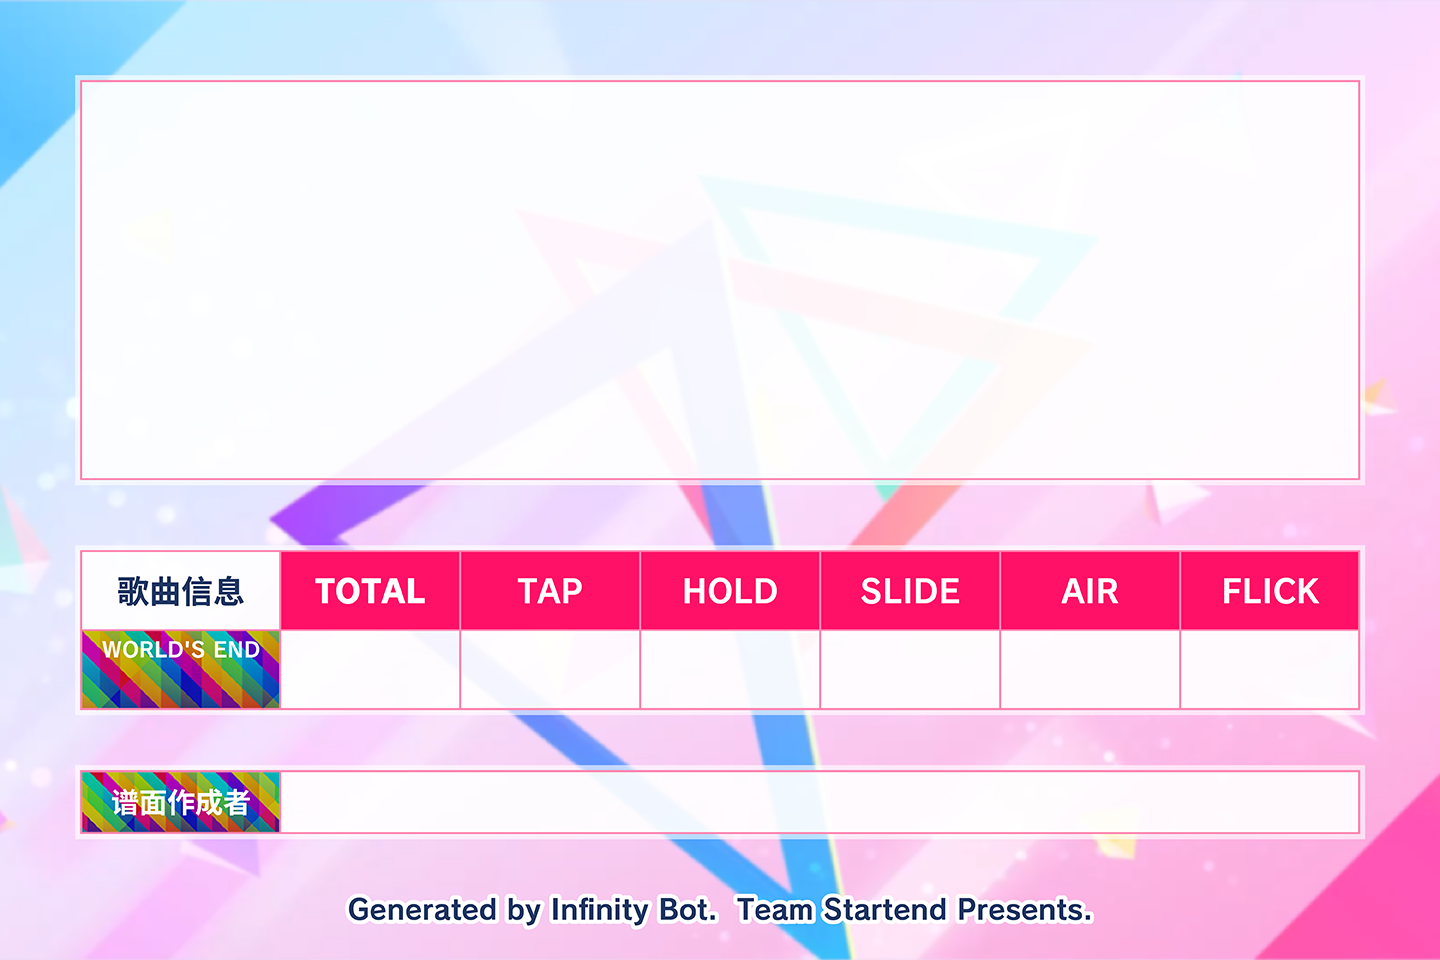 歌曲信息 TOTAL TAP HOLD SLIDE AIR FLICK
WORLD'S END
谱面作成者
Generated by Infinity Bot. Team Startend Presents.